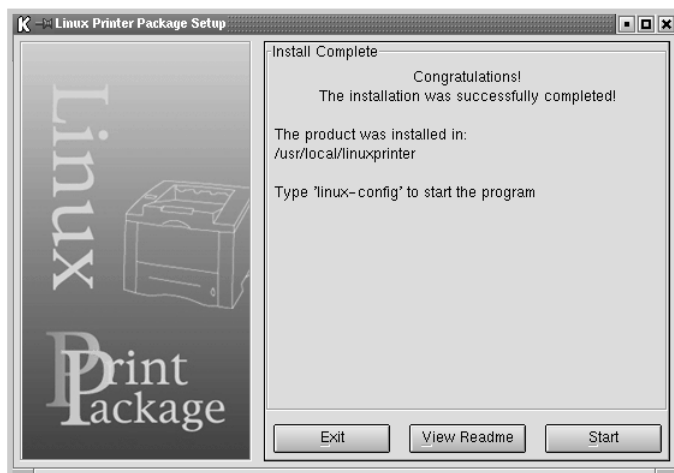 Linux Printer Package Setup
Linux
Print
Package
Install Complete
Congratulations!
The installation was successfully completed!
The product was installed in:
/usr/local/linuxprinter
Type 'linux-config' to start the program
Exit
View Readme
Start